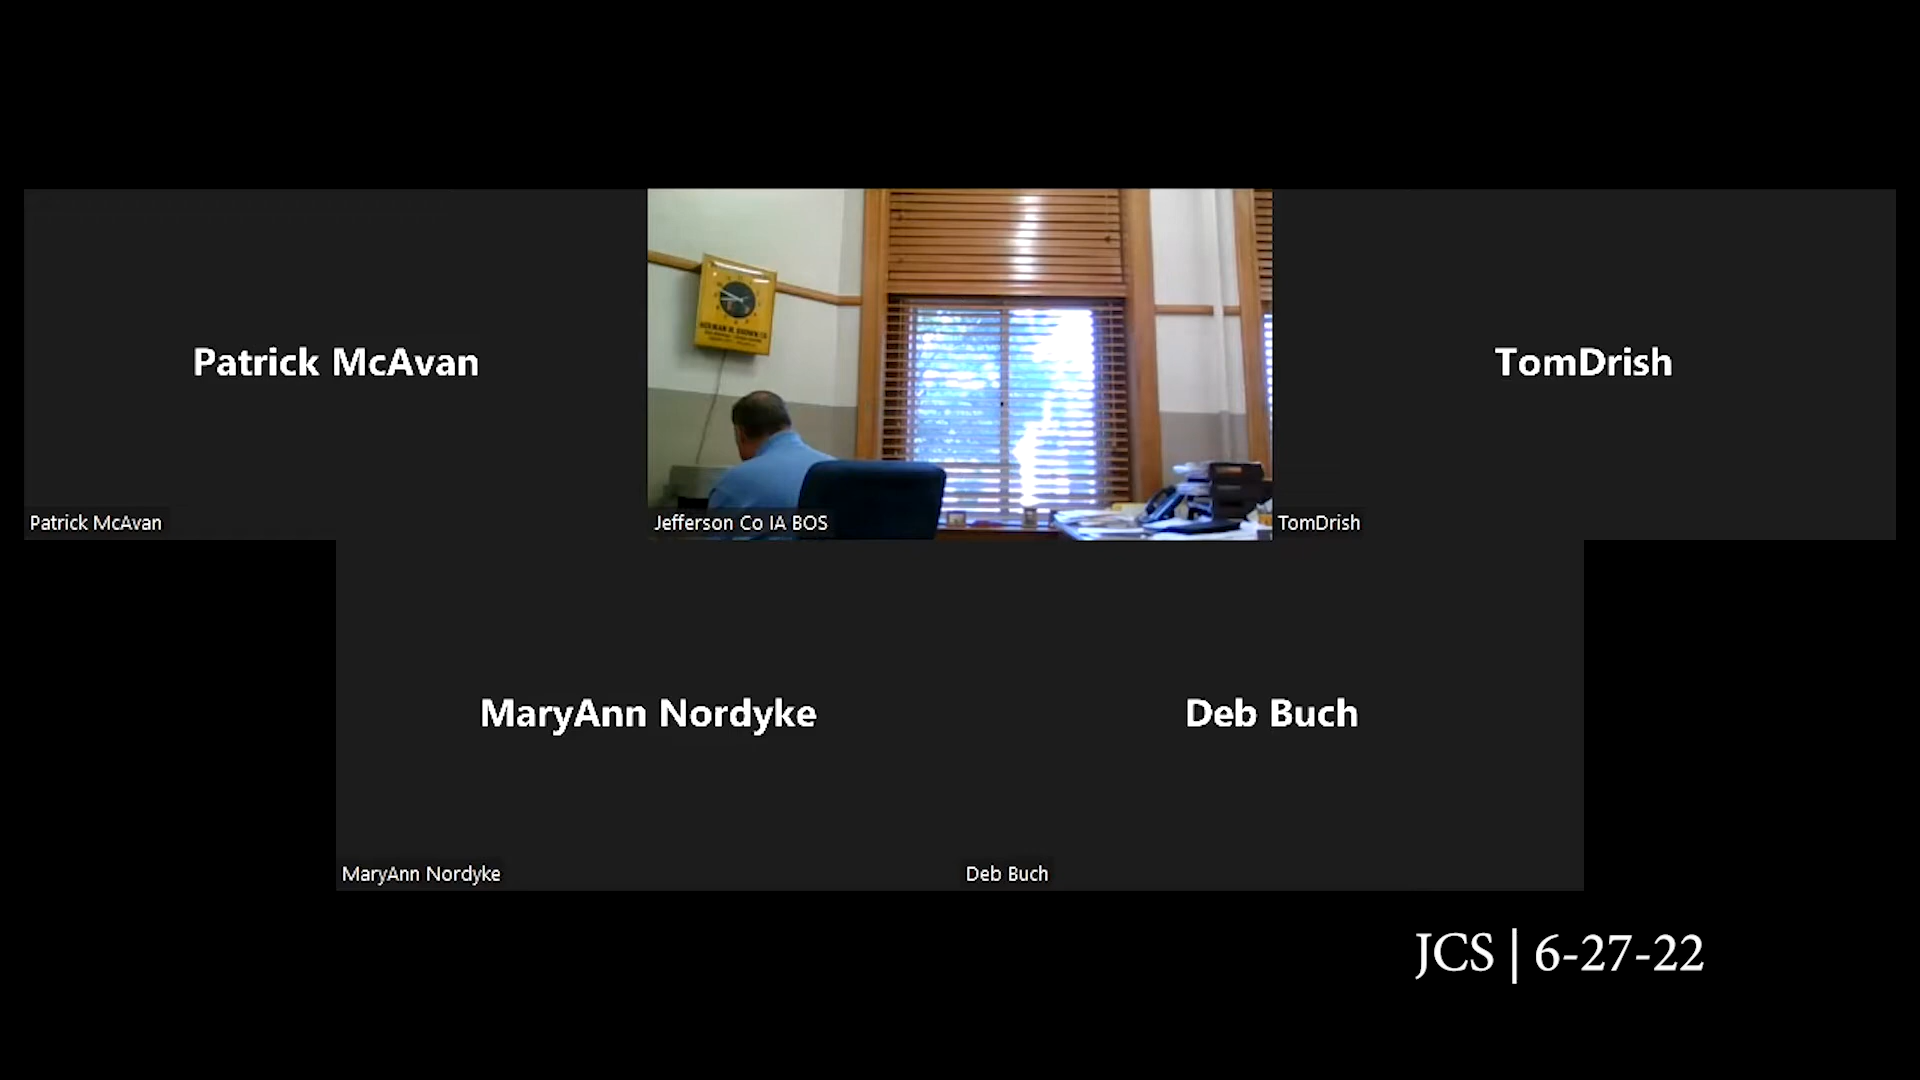 Patrick McAvan
TomDrish
Patrick McAvan
Jefferson Co IA BOS
TomDrish
MaryAnn Nordyke
Deb Buch
MaryAnn Nordyke
Deb Buch
JCS | 6-27-22